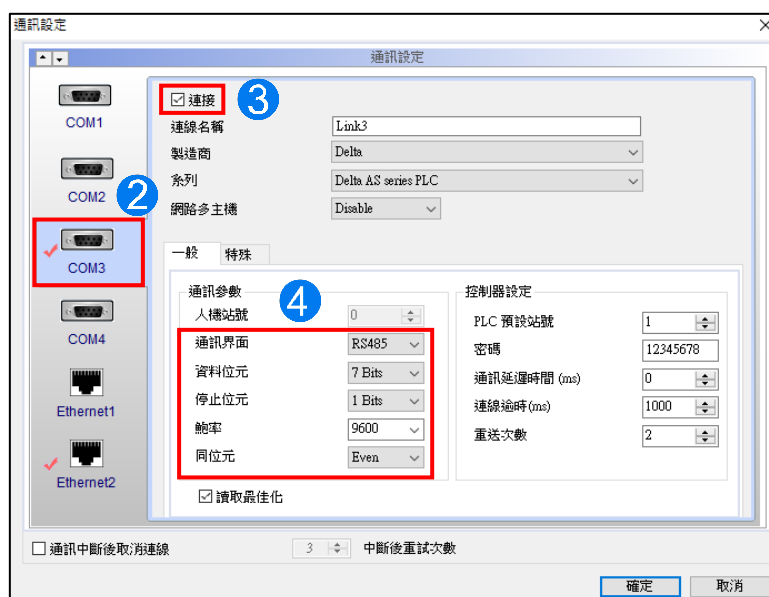 通訊設定
通訊設定
COM1
COM2
2
COM3
COM4
Ethernet1
Ethernet2
連接
3
連線名稱 Link3
製造商 Delta
系列 Delta AS series PLC
網路多主機 Disable
一般 特殊
通訊參數
4
人機站號 0
通訊界面 RS485
資料位元 7 Bits
停止位元 1 Bits
鮑率 9600
同位元 Even
讀取最佳化
控制器設定
PLC 預設站號 1
密碼 12345678
通訊延遲時間 (ms) 0
連線逾時(ms) 1000
重送次數 2
通訊中斷後取消連線 3 中斷後重試次數
確定 取消